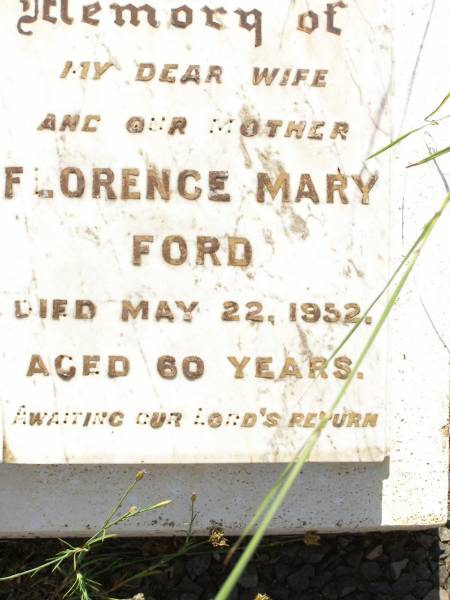 Memory of
MY DEAR WIFE
AND OUR MOTHER
FLORENCE MARY
FORD
DIED MAY 22, 1952.
AGED 60 YEARS.
AWAITING OUR LORD'S RETURN